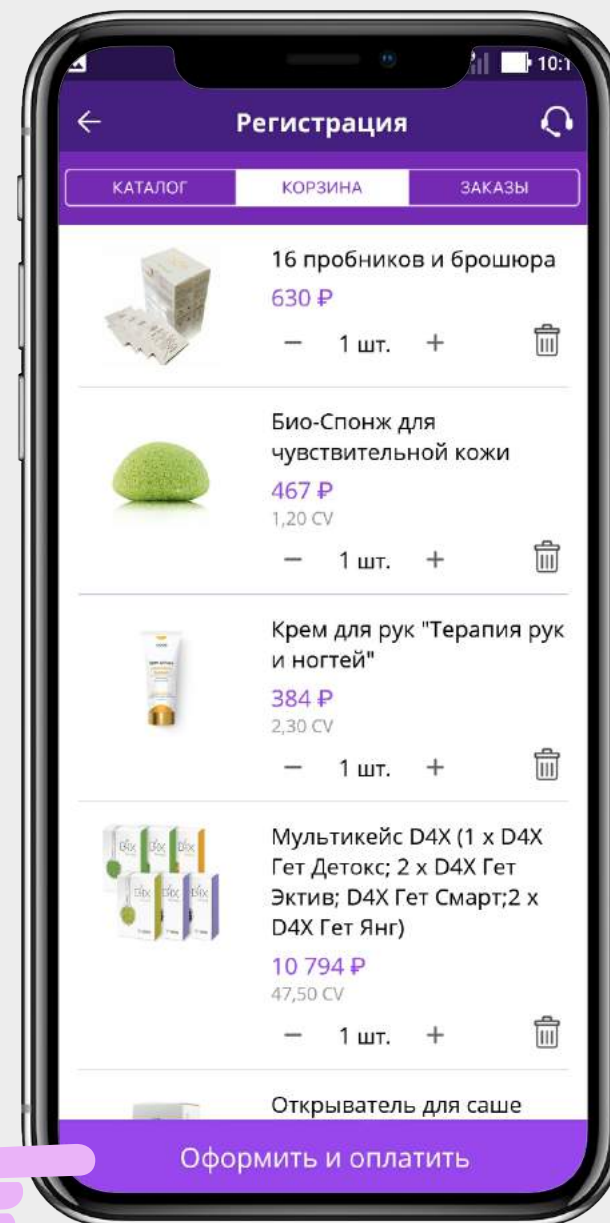 10:1
Регистрация
КАТАЛОГ КОРЗИНА ЗАКАЗЫ
16 пробников и брошюра
630 ₽
— 1 шт. +
Био-Спонж для
чувствительной кожи
467 ₽
1,20 CV
— 1 шт. +
Крем для рук "Терапия рук
и ногтей"
384 ₽
2,30 CV
— 1 шт. +
Мультикейс D4X (1 x D4X
Гет Детокс; 2 x D4X Гет
Эктив; D4X Гет Смарт;2 x
D4X Гет Янг)
10 794 ₽
47,50 CV
— 1 шт. +
Открыватель для саше
Оформить и оплатить